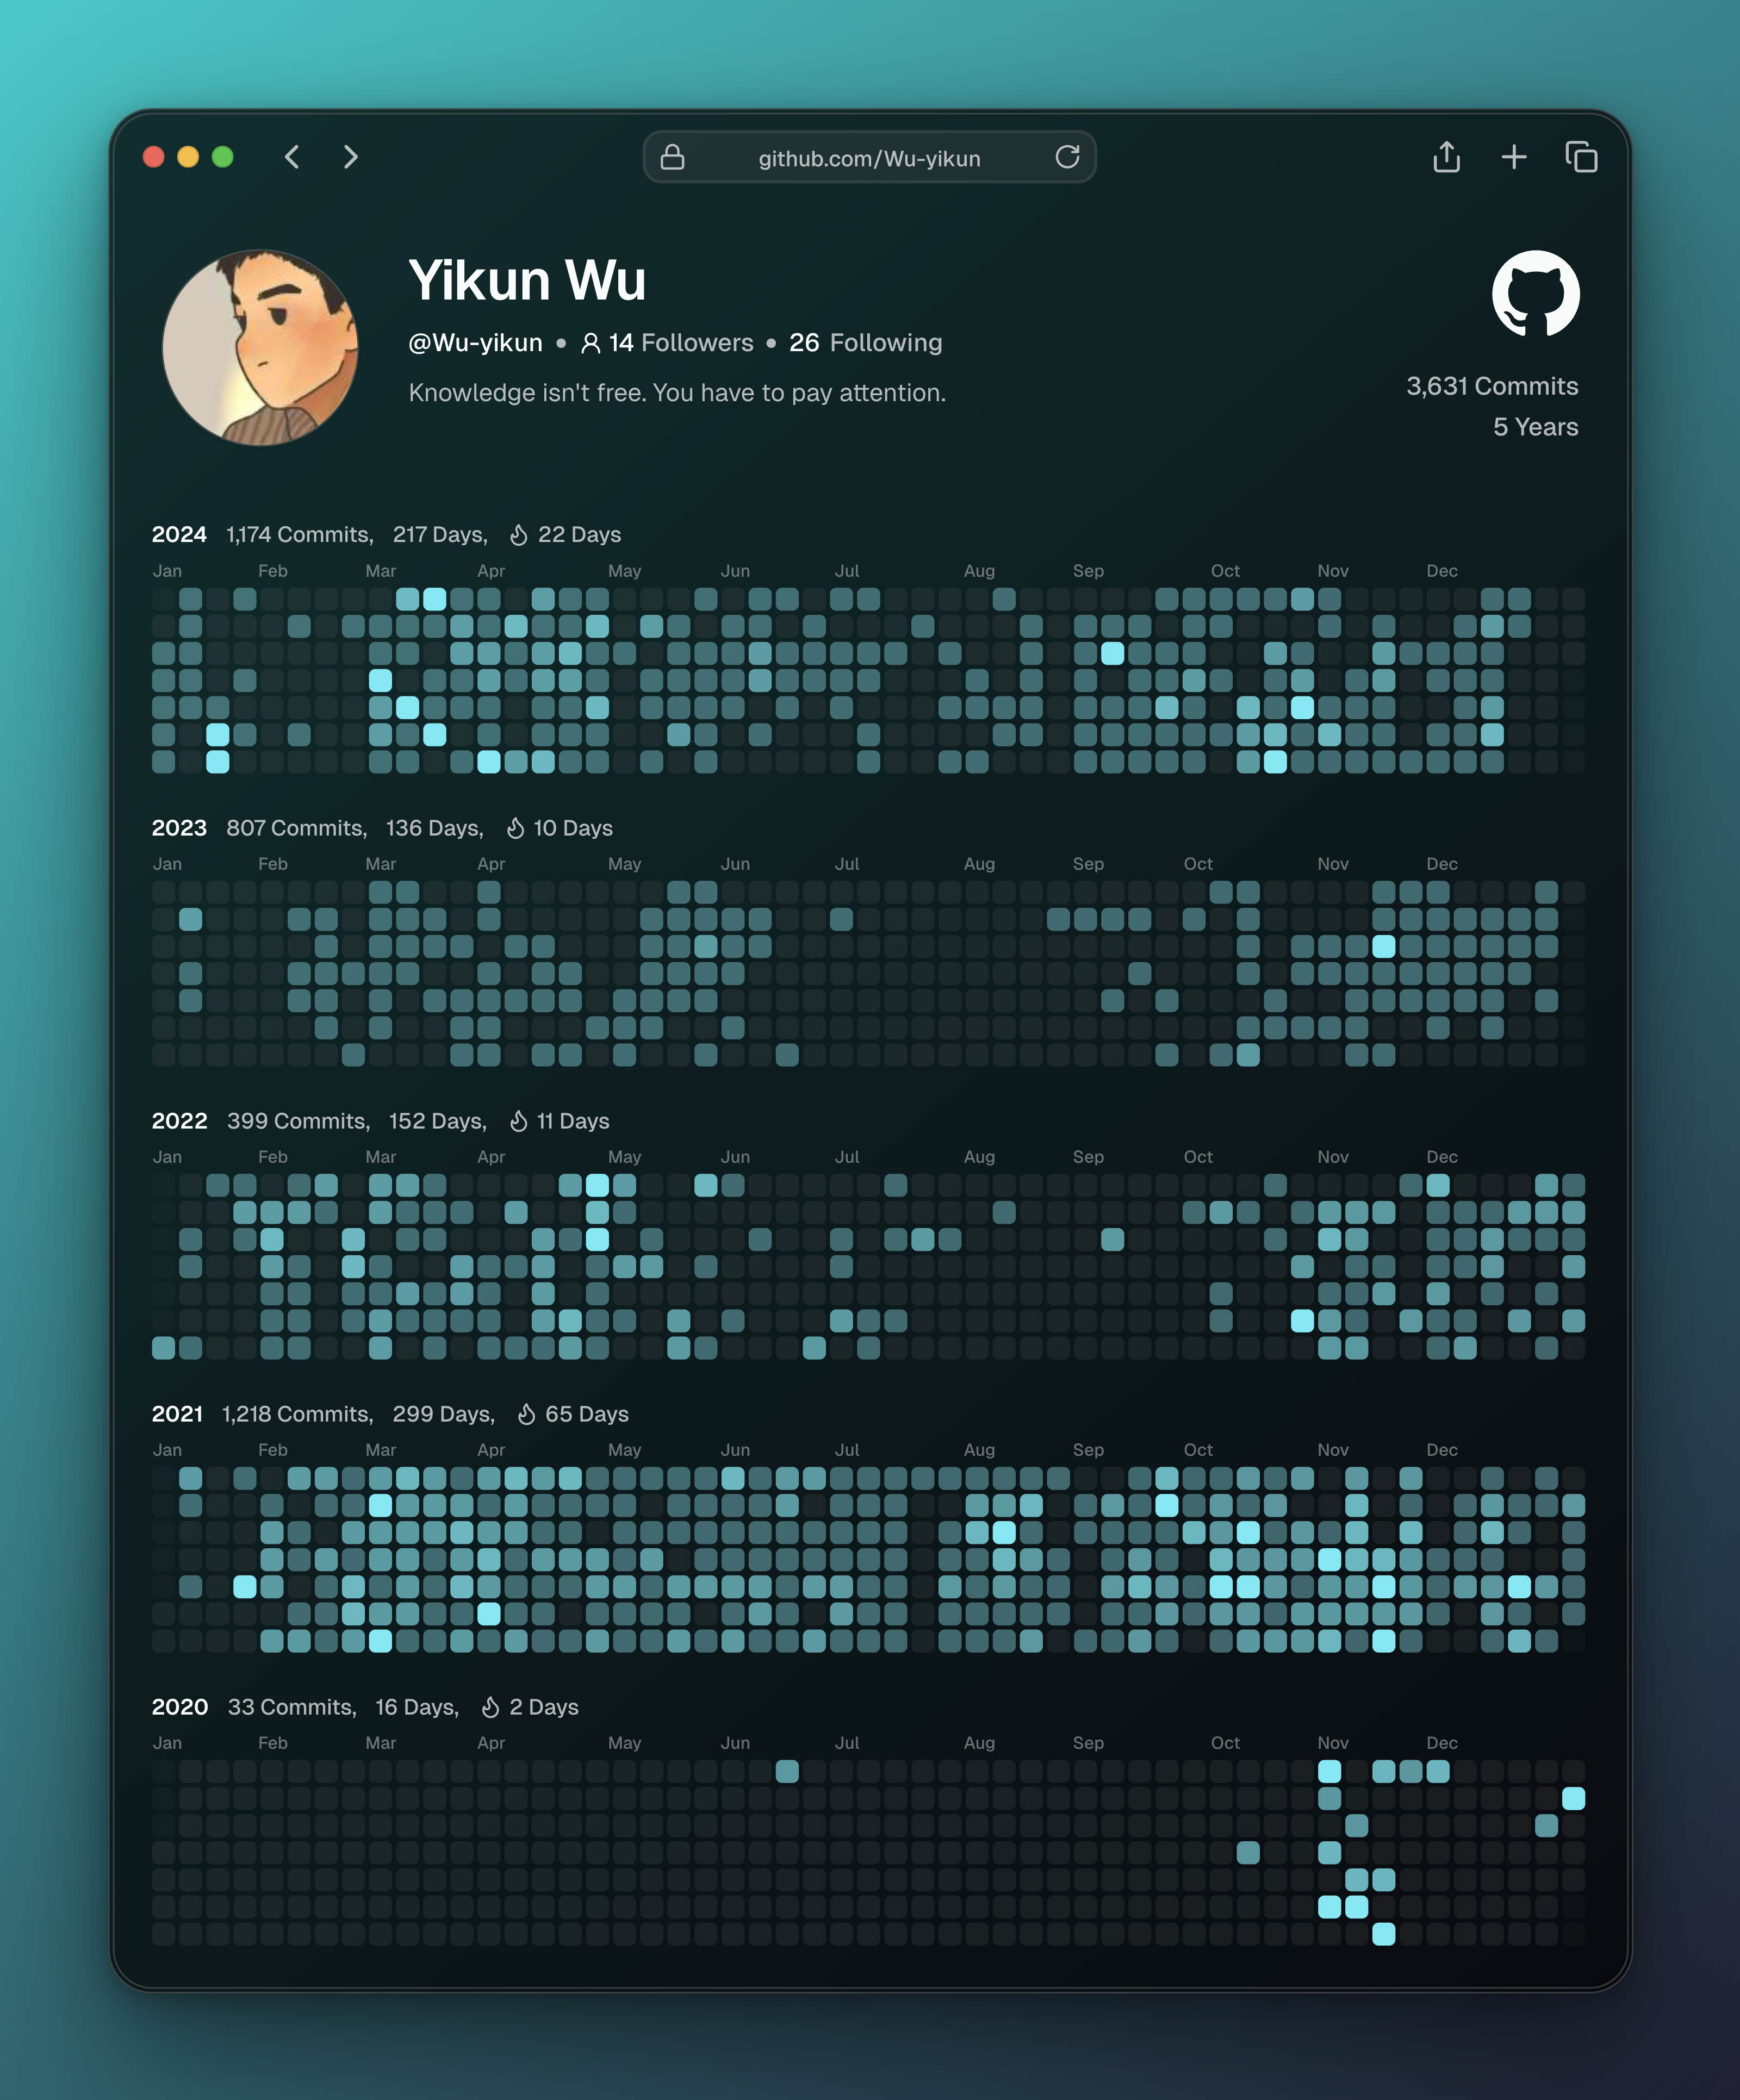 github.com/Wu-yikun
Yikun Wu
@Wu-yikun • 14 Followers • 26 Following
Knowledge isn't free. You have to pay attention.
3,631 Commits
5 Years
2024 1,174 Commits, 217 Days, 22 Days
Jan Feb Mar Apr May Jun Jul Aug Sep Oct Nov Dec
2023 807 Commits, 136 Days, 10 Days
Jan Feb Mar Apr May Jun Jul Aug Sep Oct Nov Dec
2022 399 Commits, 152 Days, 11 Days
Jan Feb Mar Apr May Jun Jul Aug Sep Oct Nov Dec
2021 1,218 Commits, 299 Days, 65 Days
Jan Feb Mar Apr May Jun Jul Aug Sep Oct Nov Dec
2020 33 Commits, 16 Days, 2 Days
Jan Feb Mar Apr May Jun Jul Aug Sep Oct Nov Dec